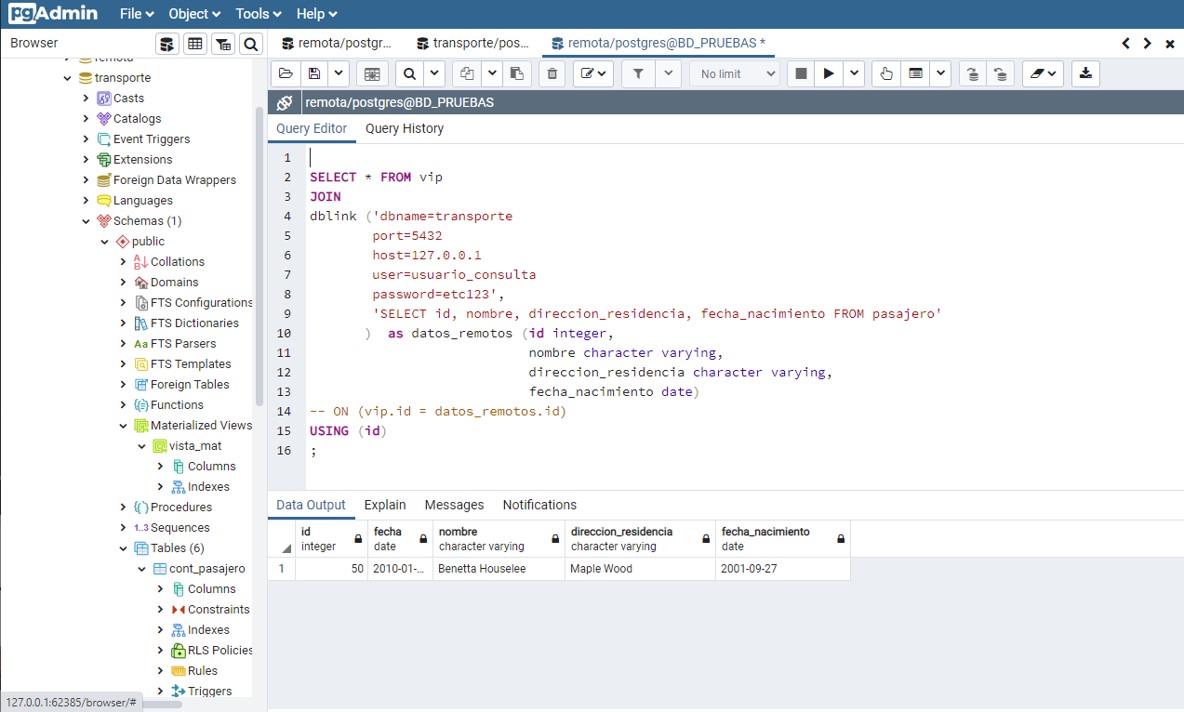 pgAdmin File Object Tools Help
Browser
remota/postgr... transporte/pos... remota/postgres@BD_PRUEBAS *
remota
transporte
Casts
Catalogs
Event Triggers
Extensions
Foreign Data Wrappers
Languages
Schemas (1)
public
Collations
Domains
FTS Configurations
FTS Dictionaries
Aa FTS Parsers
FTS Templates
Foreign Tables
Functions
Materialized Views
vista_mat
Columns
Indexes
Procedures
1..3 Sequences
Tables (6)
cont_pasajero
Columns
Constraints
Indexes
RLS Policies
Rules
Triggers
127.0.0.1:62385/browser/#
No limit
remota/postgres@BD_PRUEBAS
Query Editor Query History
1
2 SELECT * FROM vip
3 JOIN
4 dblink ('dbname=transporte
5 port=5432
6 host=127.0.0.1
7 user=usuario_consulta
8 password=etc123',
9 'SELECT id, nombre, direccion_residencia, fecha_nacimiento FROM pasajero'
10 ) as datos_remotos (id integer,
11 nombre character varying,
12 direccion_residencia character varying,
13 fecha_nacimiento date)
14 -- ON (vip.id = datos_remotos.id)
15 USING (id)
16 ;
Data Output Explain Messages Notifications
id fecha nombre direccion_residencia fecha_nacimiento
integer date character varying character varying date
1 50 2010-01-... Benetta Houselee Maple Wood 2001-09-27